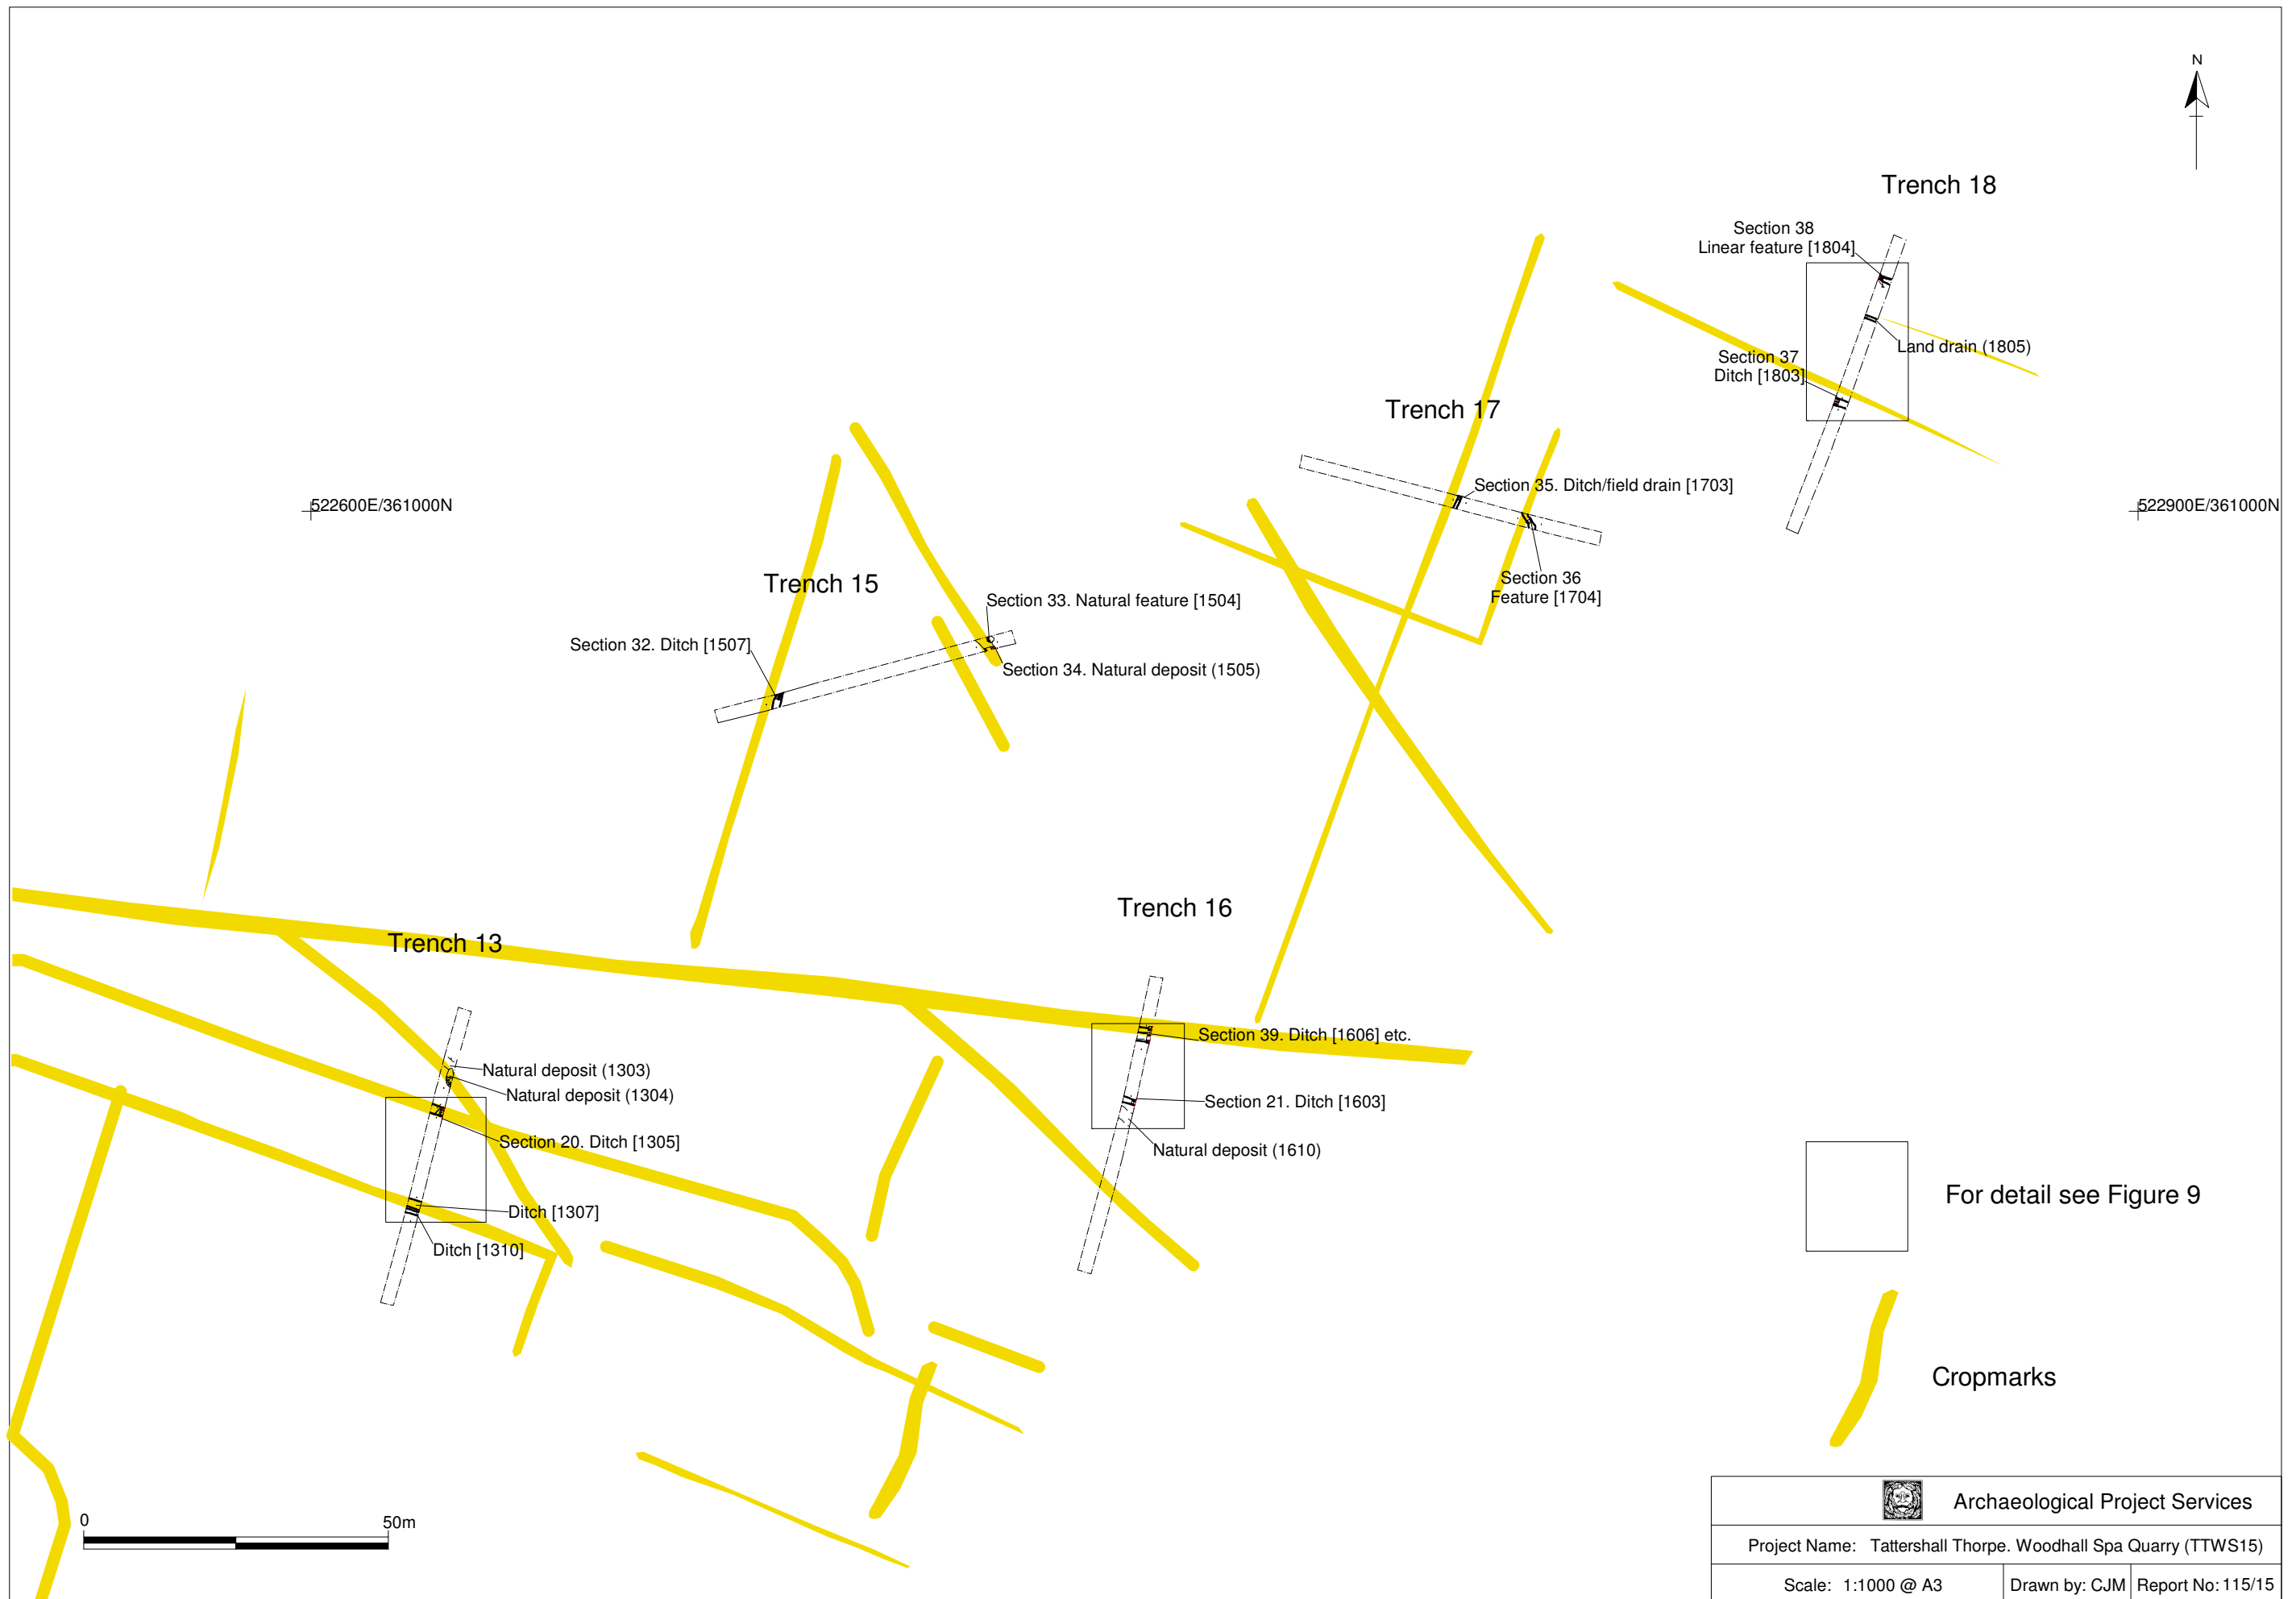 N
Trench 18
Section 38
Linear feature [1804]
Land drain (1805)
Section 37
Ditch [1803]
Trench 17
Section 35. Ditch/field drain [1703]
522600E/361000N
522900E/361000N
Section 36
Feature [1704]
Trench 15
Section 33. Natural feature [1504]
Section 32. Ditch [1507]
Section 34. Natural deposit (1505)
Trench 16
Trench 13
Section 39. Ditch [1606] etc.
Natural deposit (1303)
Natural deposit (1304)
Section 21. Ditch [1603]
Section 20. Ditch [1305]
Natural deposit (1610)
Ditch [1307]
Ditch [1310]
For detail see Figure 9
Cropmarks
0 50m
Archaeological Project Services
Project Name: Tattershall Thorpe. Woodhall Spa Quarry (TTWS15)
Scale: 1:1000 @ A3 Drawn by: CJM Report No: 115/15